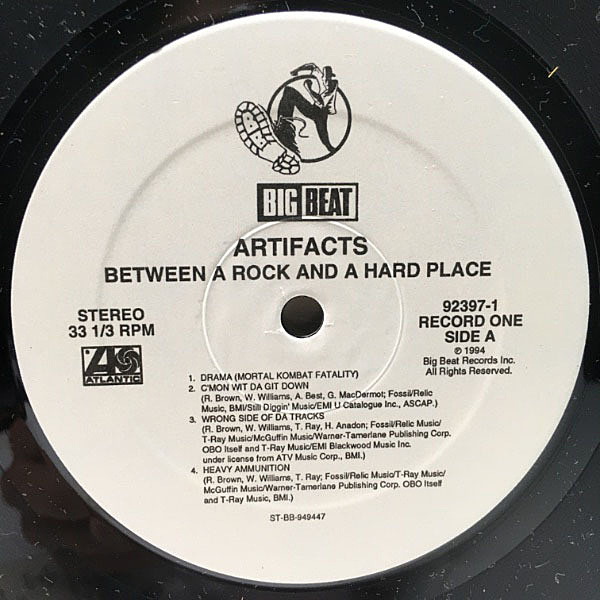 BIG BEAT
ARTIFACTS
BETWEEN A ROCK AND A HARD PLACE
STEREO
33 1/3 RPM
ATLANTIC
92397-1
RECORD ONE
SIDE A
℗ 1994
Big Beat Records Inc.
All Rights Reserved.
1. DRAMA (MORTAL KOMBAT FATALITY)
2. C'MON WIT DA GIT DOWN
(R. Brown, W. Williams, A. Best, G. MacDermot; Fossil/Relic
Music, BMI/Still Diggin' Music/EMI U Catalogue Inc., ASCAP.)
3. WRONG SIDE OF DA TRACKS
(R. Brown, W. Williams, T. Ray, H. Anadon; Fossil/Relic Music/
T-Ray Music/McGuffin Music/Warner-Tamerlane Publishing Corp.
OBO Itself and T-Ray Music/EMI Blackwood Music Inc.
under license from ATV Music Corp., BMI.)
4. HEAVY AMMUNITION
(R. Brown, W. Williams, T. Ray; Fossil/Relic Music/T-Ray Music/
McGuffin Music/Warner-Tamerlane Publishing Corp. OBO Itself
and T-Ray Music, BMI.)
ST-BB-949447